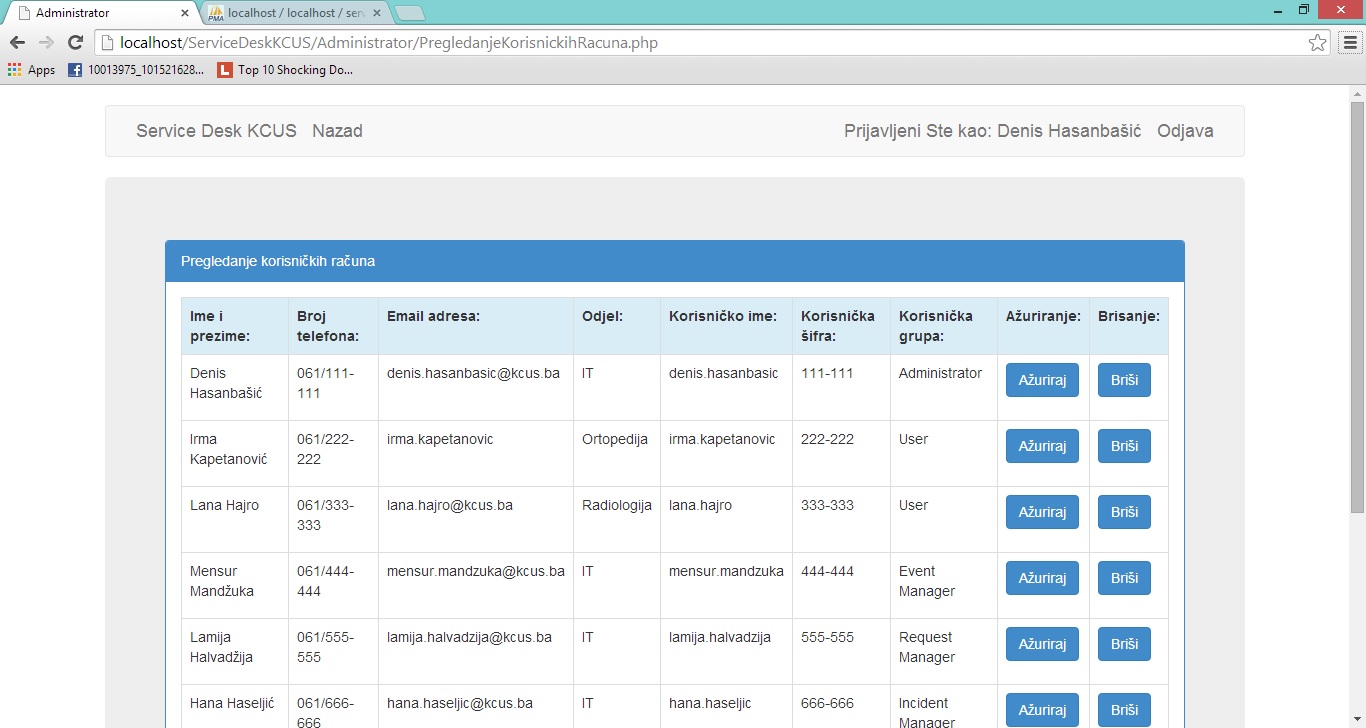 Administrator
localhost / localhost / serv
localhost/ServiceDeskKCUS/Administrator/PregledanjeKorisnickihRacuna.php
Apps 10013975_101521628... L Top 10 Shocking Do...
Service Desk KCUS Nazad Prijavljeni Ste kao: Denis Hasanbašić Odjava
Pregledanje korisničkih računa
Ime i prezime: Broj telefona: Email adresa: Odjel: Korisničko ime: Korisnička šifra: Korisnička grupa: Ažuriranje: Brisanje:
Denis Hasanbašić 061/111-111 denis.hasanbasic@kcus.ba IT denis.hasanbasic 111-111 Administrator Ažuriraj Briši
Irma Kapetanović 061/222-222 irma.kapetanovic Ortopedija irma.kapetanovic 222-222 User Ažuriraj Briši
Lana Hajro 061/333-333 lana.hajro@kcus.ba Radiologija lana.hajro 333-333 User Ažuriraj Briši
Mensur Mandžuka 061/444-444 mensur.mandzuka@kcus.ba IT mensur.mandzuka 444-444 Event Manager Ažuriraj Briši
Lamija Halvadžija 061/555-555 lamija.halvadzija@kcus.ba IT lamija.halvadzija 555-555 Request Manager Ažuriraj Briši
Hana Haseljić 061/666-666 hana.haseljic@kcus.ba IT hana.haseljic 666-666 Incident Manager Ažuriraj Briši